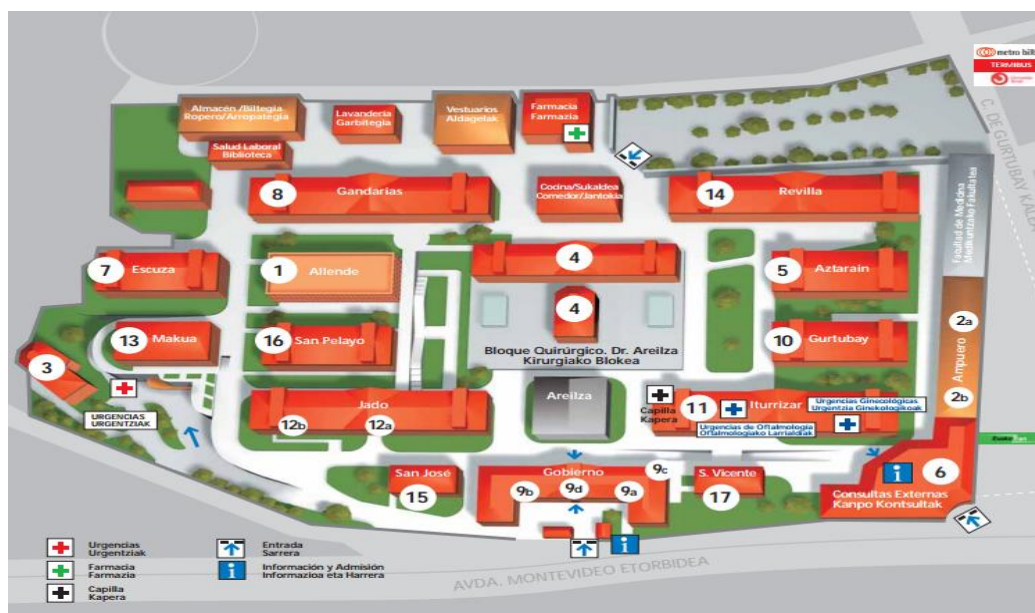 metro bilb
TERMIBUS
C. DE GURTUBAY KALEA
Almacén /Biltegia
Ropero/Arropategia
Lavandería
Garbitegia
Vestuarios
Aldagelak
Farmacia
Farmazia
Salud Laboral
Biblioteca
8
Gandarias
Cocina/Sukaldea
Comedor/Jantokia
14
Revilla
Facultad de Medicina
Medikuntzako Fakultatea
7
Escuza
1
Allende
4
5
Aztarain
4
13
Makua
16
San Pelayo
Bloque Quirúrgico. Dr. Areilza
Kirurgiako Blokea
10
Gurtubay
2a
Ampuero
2b
3
URGENCIAS
URGENTZIAK
Jado
12b
12a
Areilza
Capilla
Kapera
11
Iturrizar
Urgencias Ginecológicas
Urgentzia Ginekologikoak
Urgencias de Oftalmología
Oftalmologiako Larrialdiak
San José
15
Gobierno
9b
9d
9a
9c
S. Vicente
17
6
Consultas Externas
Kanpo Kontsultak
Urgencias
Urgentziak
Farmacia
Farmazia
Capilla
Kapera
Entrada
Sarrera
Información y Admisión
Informazioa eta Harrera
AVDA. MONTEVIDEO ETORBIDEA